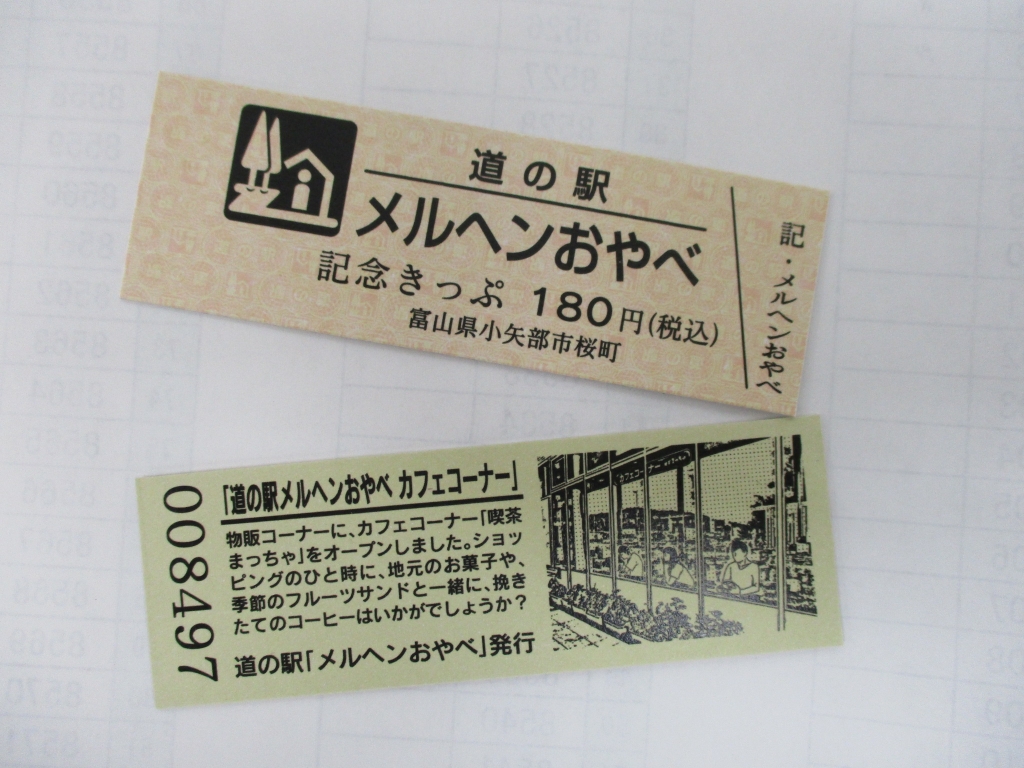 道の駅
メルヘンおやべ
記念きっぷ 180円(税込)
富山県小矢部市桜町
記・メルヘンおやべ
008497
「道の駅メルヘンおやべ カフェコーナー」
物販コーナーに、カフェコーナー「喫茶
まっちゃ」をオープンしました。ショッ
ピングのひと時に、地元のお菓子や、
季節のフルーツサンドと一緒に、挽き
たてのコーヒーはいかがでしょうか?
道の駅「メルヘンおやべ」発行